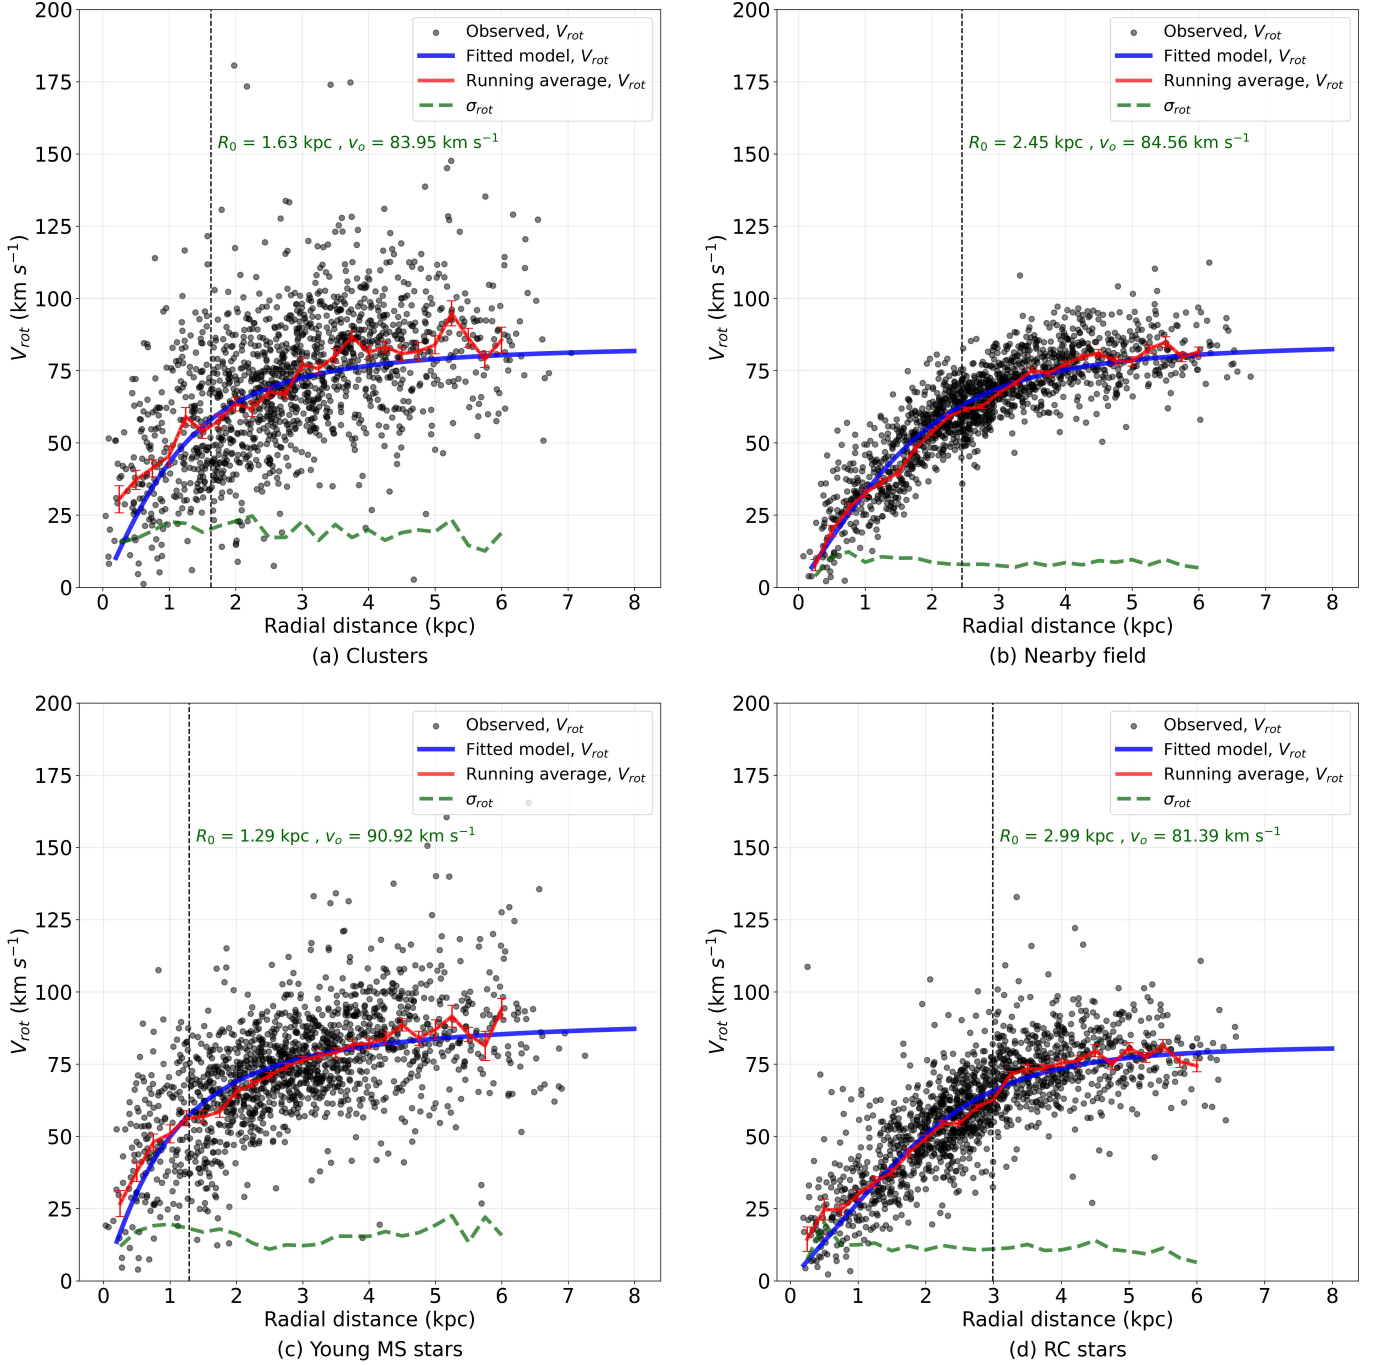 200
175
150
125
100
75
50
25
0
V_rot (km s⁻¹)
Observed, V_rot
Fitted model, V_rot
Running average, V_rot
σ_rot
R₀ = 1.63 kpc , v_o = 83.95 km s⁻¹
0 1 2 3 4 5 6 7 8
Radial distance (kpc)
(a) Clusters
200
175
150
125
100
75
50
25
0
V_rot (km s⁻¹)
Observed, V_rot
Fitted model, V_rot
Running average, V_rot
σ_rot
R₀ = 2.45 kpc , v_o = 84.56 km s⁻¹
0 1 2 3 4 5 6 7 8
Radial distance (kpc)
(b) Nearby field
200
175
150
125
100
75
50
25
0
V_rot (km s⁻¹)
Observed, V_rot
Fitted model, V_rot
Running average, V_rot
σ_rot
R₀ = 1.29 kpc , v_o = 90.92 km s⁻¹
0 1 2 3 4 5 6 7 8
Radial distance (kpc)
(c) Young MS stars
200
175
150
125
100
75
50
25
0
V_rot (km s⁻¹)
Observed, V_rot
Fitted model, V_rot
Running average, V_rot
σ_rot
R₀ = 2.99 kpc , v_o = 81.39 km s⁻¹
0 1 2 3 4 5 6 7 8
Radial distance (kpc)
(d) RC stars